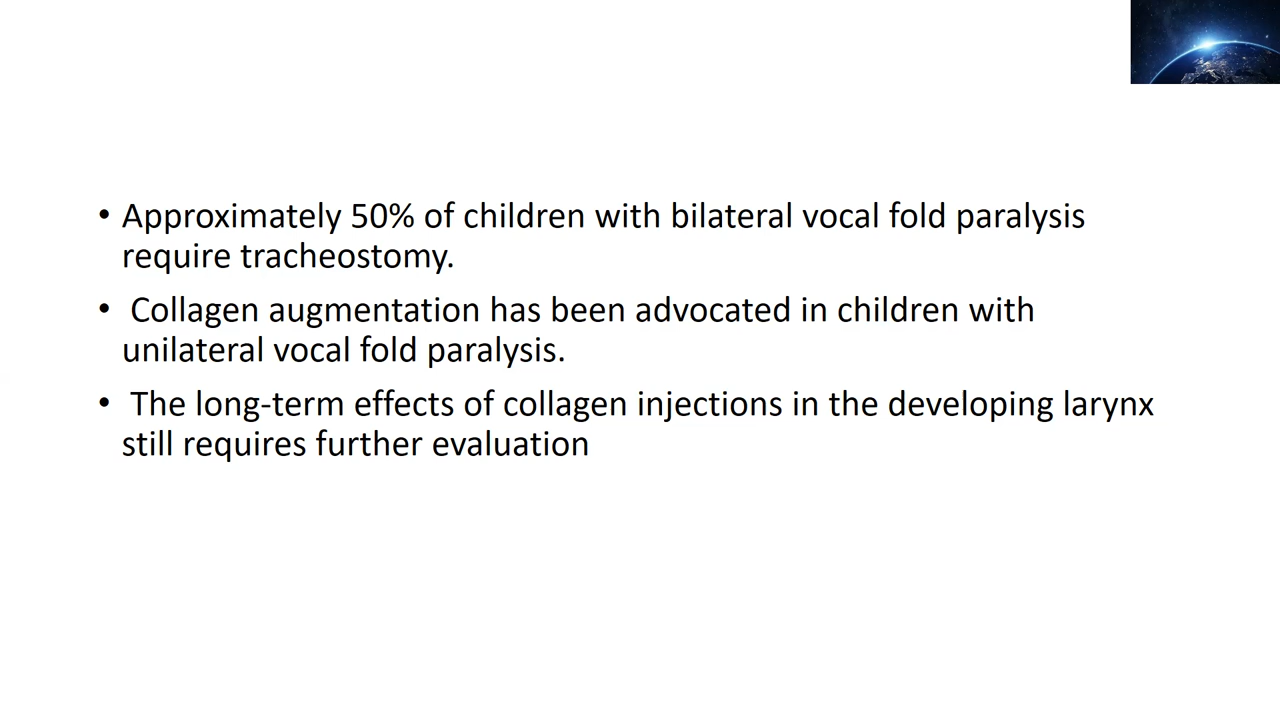 • Approximately 50% of children with bilateral vocal fold paralysis
require tracheostomy.
• Collagen augmentation has been advocated in children with
unilateral vocal fold paralysis.
• The long-term effects of collagen injections in the developing larynx
still requires further evaluation